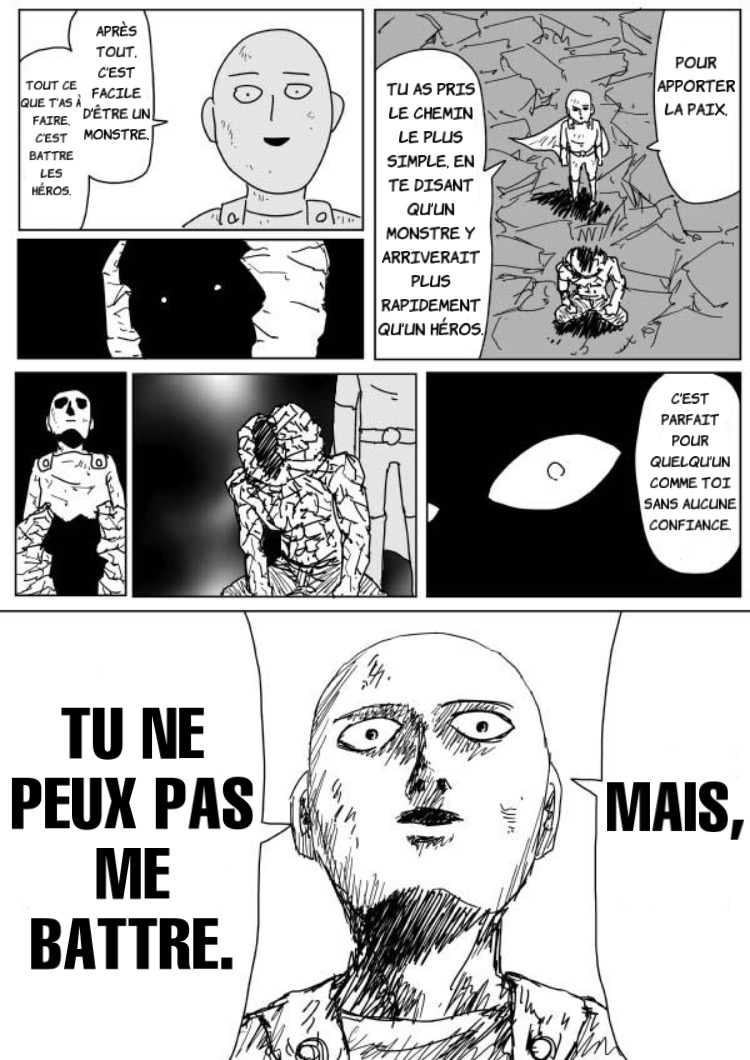 POUR
APPORTER
LA PAIX.
TU AS PRIS
LE CHEMIN
LE PLUS
SIMPLE, EN
TE DISANT
QU'UN
MONSTRE Y
ARRIVERAIT
PLUS
RAPIDEMENT
QU'UN HÉROS.
APRÈS
TOUT,
C'EST
FACILE
D'ÊTRE UN
MONSTRE.
TOUT CE
QUE T'AS À
FAIRE,
C'EST
BATTRE
LES
HÉROS.
C'EST
PARFAIT
POUR
QUELQU'UN
COMME TOI
SANS AUCUNE
CONFIANCE.
MAIS,
TU NE
PEUX PAS
ME
BATTRE.